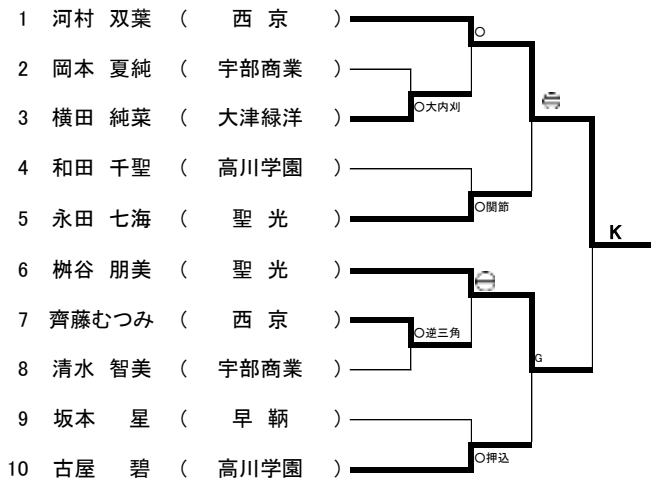 1 河村 双葉 ( 西 京 )
○
2 岡本 夏純 ( 宇部商業 )
○大内刈
3 横田 純菜 ( 大津緑洋 )
4 和田 千聖 ( 高川学園 )
○関節
5 永田 七海 ( 聖 光 )
K
6 桝谷 朋美 ( 聖 光 )
7 齊藤むつみ ( 西 京 )
○逆三角
8 清水 智美 ( 宇部商業 )
G
9 坂本 星 ( 早 鞆 )
○押込
10 古屋 碧 ( 高川学園 )